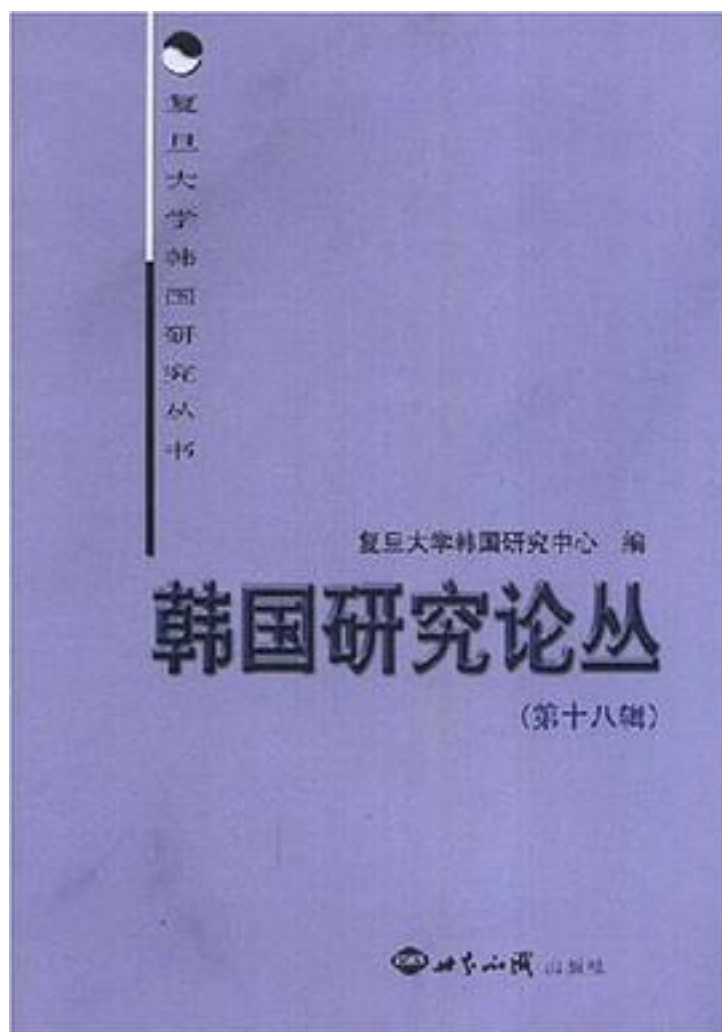 复旦大学韩国研究丛书
复旦大学韩国研究中心 编
韩国研究论丛
（第十八辑）
世界知识出版社